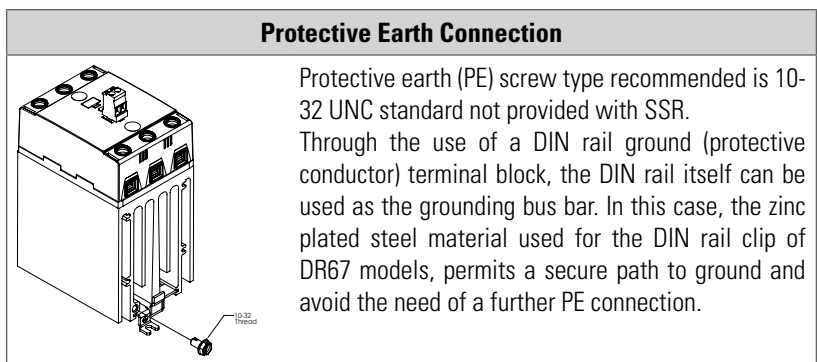 Protective Earth Connection
Protective earth (PE) screw type recommended is 10-
32 UNC standard not provided with SSR.
Through the use of a DIN rail ground (protective
conductor) terminal block, the DIN rail itself can be
used as the grounding bus bar. In this case, the zinc
plated steel material used for the DIN rail clip of
DR67 models, permits a secure path to ground and
avoid the need of a further PE connection.
10-32
Thread